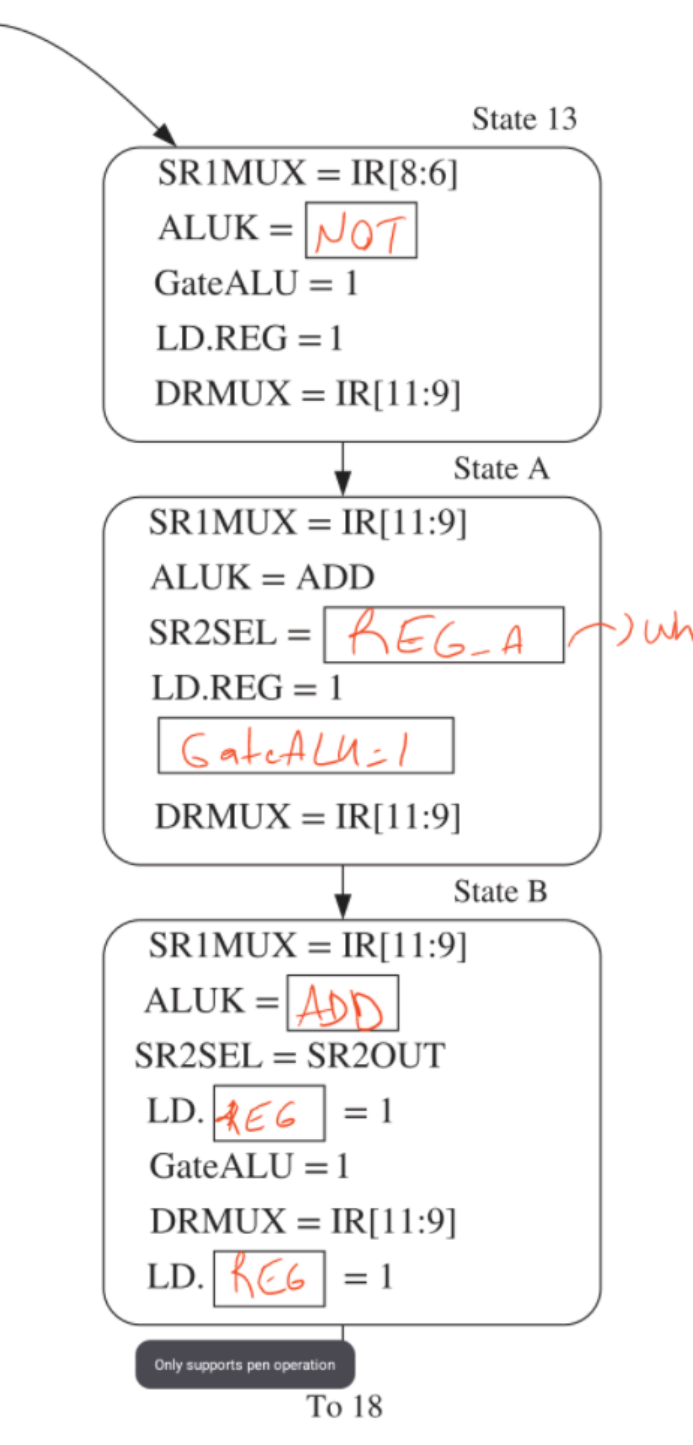 State 13
SR1MUX = IR[8:6]
ALUK = NOT
GateALU = 1
LD.REG = 1
DRMUX = IR[11:9]
State A
SR1MUX = IR[11:9]
ALUK = ADD
SR2SEL = REG_A
LD.REG = 1
GateALU=1
DRMUX = IR[11:9]
State B
SR1MUX = IR[11:9]
ALUK = ADD
SR2SEL = SR2OUT
LD. REG = 1
GateALU = 1
DRMUX = IR[11:9]
LD. REG = 1
Only supports pen operation
To 18